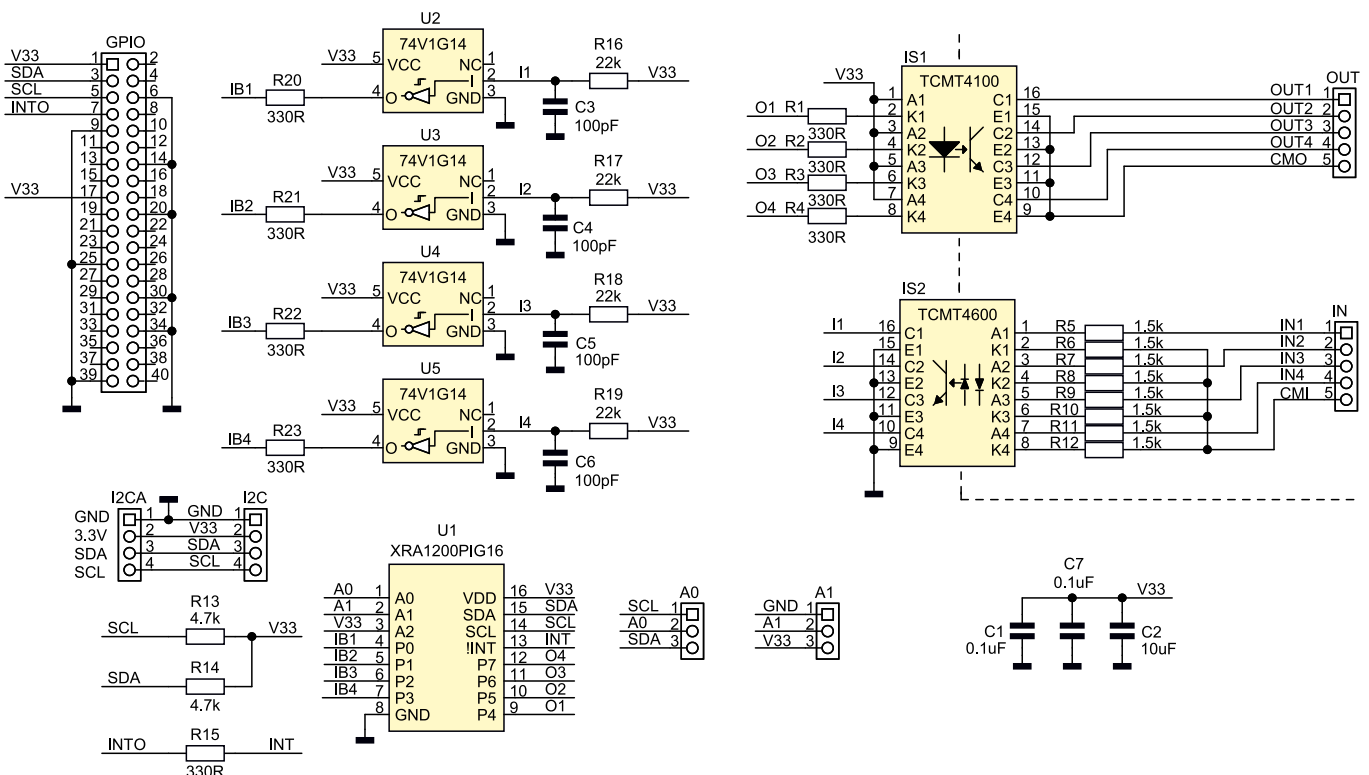 GPIO
V33 1 2
SDA 3 4
SCL 5 6
INTO 7 8
9 10
11 12
13 14
15 16
V33 17 18
19 20
21 22
23 24
25 26
27 28
29 30
31 32
33 34
35 36
37 38
39 40
U2
74V1G14
V33 5 VCC NC 1
I 2 I1 R16 22k V33
IB1 R20 330R 4 O GND 3
C3
100pF
U3
74V1G14
V33 5 VCC NC 1
I 2 I2 R17 22k V33
IB2 R21 330R 4 O GND 3
C4
100pF
U4
74V1G14
V33 5 VCC NC 1
I 2 I3 R18 22k V33
IB3 R22 330R 4 O GND 3
C5
100pF
U5
74V1G14
V33 5 VCC NC 1
I 2 I4 R19 22k V33
IB4 R23 330R 4 O GND 3
C6
100pF
IS1
TCMT4100
V33
1 A1 C1 16
O1 R1 330R 2 K1 E1 15
3 A2 C2 14
O2 R2 330R 4 K2 E2 13
5 A3 C3 12
O3 R3 330R 6 K3 E3 11
7 A4 C4 10
O4 R4 330R 8 K4 E4 9
OUT
OUT1 1
OUT2 2
OUT3 3
OUT4 4
CMO 5
IS2
TCMT4600
I1 16 C1 A1 1 R5 1.5k
15 E1 K1 2 R6 1.5k
I2 14 C2 A2 3 R7 1.5k
13 E2 K2 4 R8 1.5k
I3 12 C3 A3 5 R9 1.5k
11 E3 K3 6 R10 1.5k
I4 10 C4 A4 7 R11 1.5k
9 E4 K4 8 R12 1.5k
IN
IN1 1
IN2 2
IN3 3
IN4 4
CMI 5
I2CA I2C
GND 1 GND 1
3.3V 2 V33 2
SDA 3 SDA 3
SCL 4 SCL 4
R13
SCL 4.7k V33
R14
SDA
4.7k
R15
INTO INT
330R
U1
XRA1200PIG16
A0 1 A0 VDD 16 V33
A1 2 A1 SDA 15 SDA
V33 3 A2 SCL 14 SCL
IB1 4 P0 !INT 13 INT
IB2 5 P1 P7 12 O4
IB3 6 P2 P6 11 O3
IB4 7 P3 P5 10 O2
8 GND P4 9 O1
A0
SCL 1
A0 2
SDA 3
A1
GND 1
A1 2
V33 3
C7
0.1uF
V33
C1
0.1uF
C2
10uF